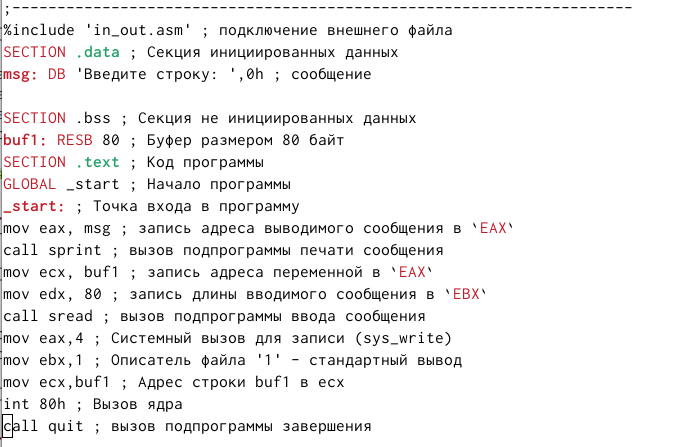 ;---------------------------------------------------------------------
%include 'in_out.asm' ; подключение внешнего файла
SECTION .data ; Секция инициированных данных
msg: DB 'Введите строку: ',0h ; сообщение
SECTION .bss ; Секция не инициированных данных
buf1: RESB 80 ; Буфер размером 80 байт
SECTION .text ; Код программы
GLOBAL _start ; Начало программы
_start: ; Точка входа в программу
mov eax, msg ; запись адреса выводимого сообщения в `EAX`
call sprint ; вызов подпрограммы печати сообщения
mov ecx, buf1 ; запись адреса переменной в `EAX`
mov edx, 80 ; запись длины вводимого сообщения в `EBX`
call sread ; вызов подпрограммы ввода сообщения
mov eax,4 ; Системный вызов для записи (sys_write)
mov ebx,1 ; Описатель файла '1' - стандартный вывод
mov ecx,buf1 ; Адрес строки buf1 в ecx
int 80h ; Вызов ядра
call quit ; вызов подпрограммы завершения